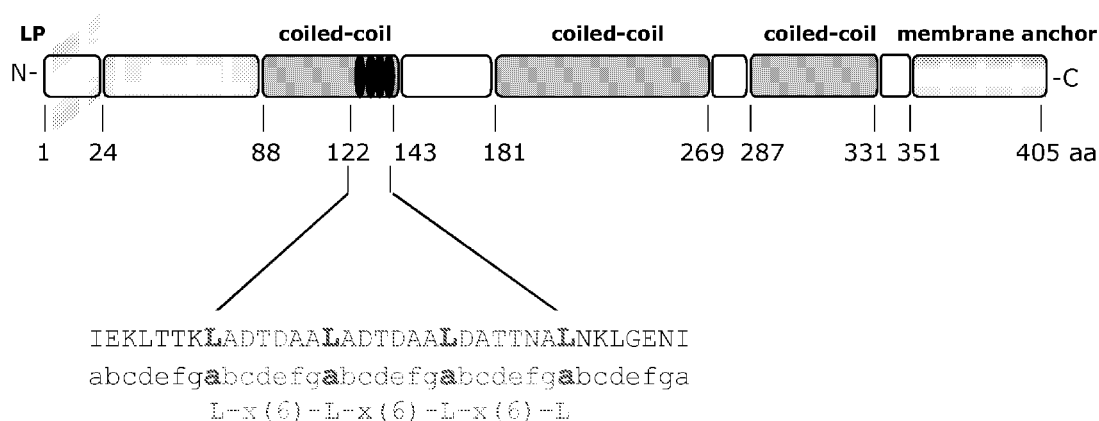 LP coiled-coil coiled-coil coiled-coil membrane anchor
N- -C
1 24 88 122 143 181 269 287 331 351 405 aa
IEKLTTKLADTDAALADTDAALDATTNALNKLGENI
abcdefgabcdefgabcdefgabcdefgabcdefga
L-x(6)-L-x(6)-L-x(6)-L